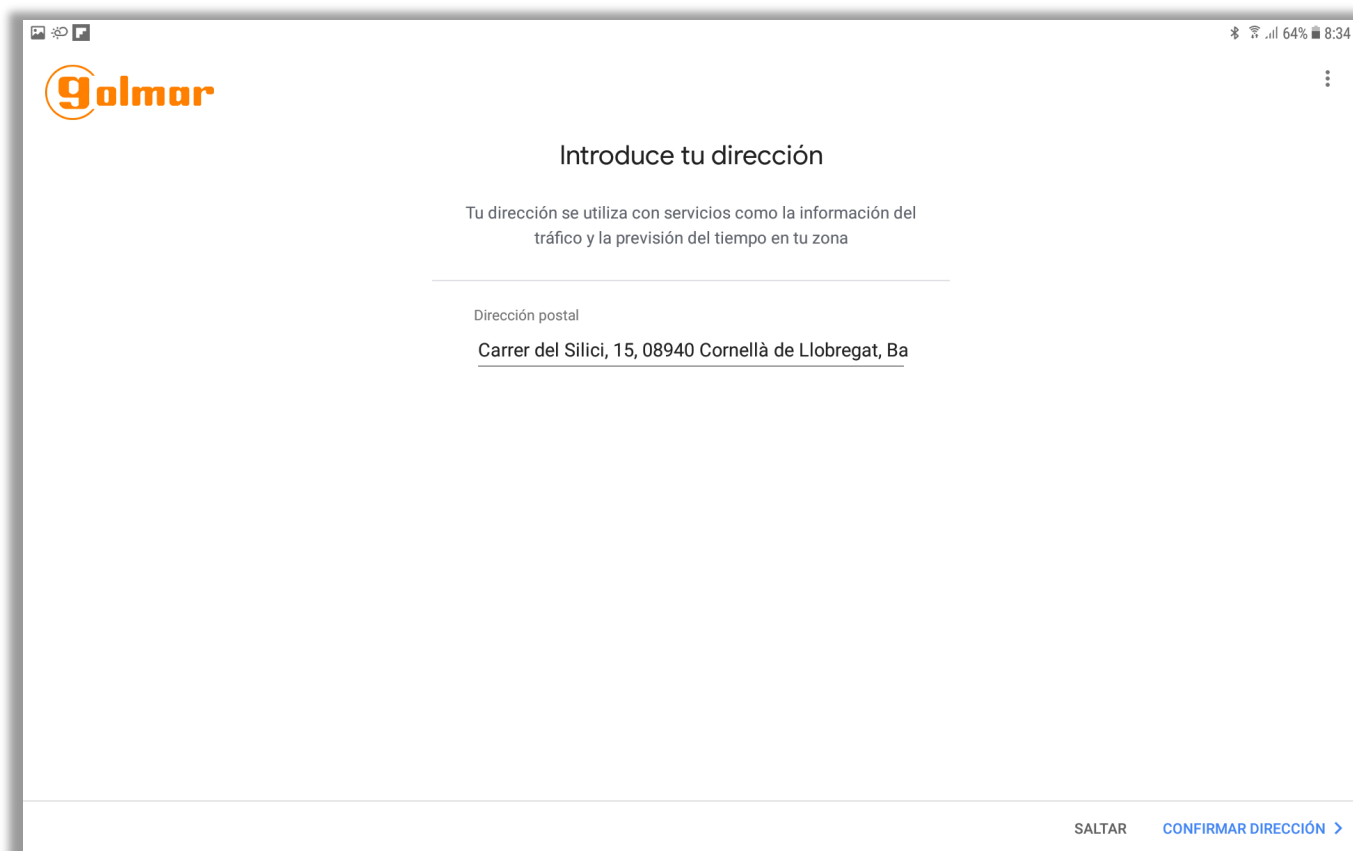 64% 8:34
golmar
Introduce tu dirección
Tu dirección se utiliza con servicios como la información del
tráfico y la previsión del tiempo en tu zona
Dirección postal
Carrer del Silici, 15, 08940 Cornellà de Llobregat, Ba
SALTAR CONFIRMAR DIRECCIÓN